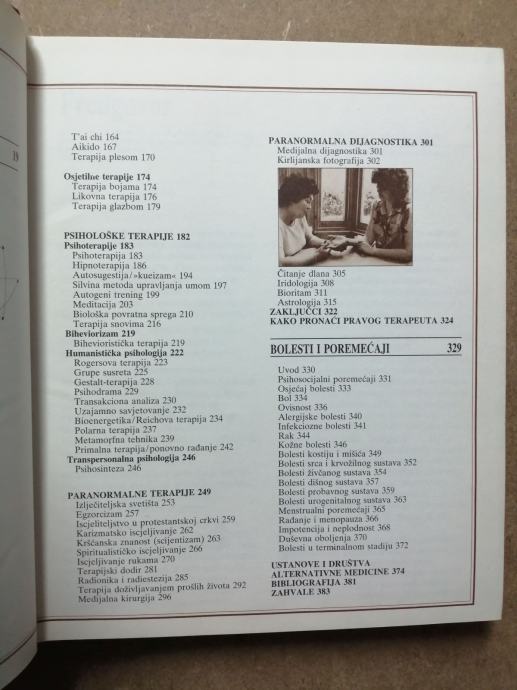 T'ai chi 164
Aikido 167
Terapija plesom 170
Osjetilne terapije 174
Terapija bojama 174
Likovna terapija 176
Terapija glazbom 179
PSIHOLOŠKE TERAPIJE 182
Psihoterapije 183
Psihoterapija 183
Hipnoterapija 186
Autosugestija/»kueizam« 194
Silvina metoda upravljanja umom 197
Autogeni trening 199
Meditacija 203
Biološka povratna sprega 210
Terapija snovima 216
Biheviorizam 219
Bihevioristička terapija 219
Humanistička psihologija 222
Rogersova terapija 223
Grupe susreta 225
Gestalt-terapija 228
Psihodrama 229
Transakciona analiza 230
Uzajamno savjetovanje 232
Bioenergetika/Reichova terapija 234
Polarna terapija 237
Metamorfna tehnika 239
Primalna terapija/ponovno rađanje 242
Transpersonalna psihologija 246
Psihosinteza 246
PARANORMALNE TERAPIJE 249
Izlječiteljska svetišta 253
Egzorcizam 257
Iscjeliteljstvo u protestantskoj crkvi 259
Karizmatsko iscjeljivanje 262
Kršćanska znanost (scijentizam) 263
Spiritualističko iscjeljivanje 266
Iscjeljivanje rukama 270
Terapijski dodir 281
Radionika i radiestezija 285
Terapija doživljavanjem prošlih života 292
Medijalna kirurgija 296
PARANORMALNA DIJAGNOSTIKA 301
Medijalna dijagnostika 301
Kirlijanska fotografija 302
Čitanje dlana 305
Iridologija 308
Bioritam 311
Astrologija 315
ZAKLJUČCI 322
KAKO PRONAĆI PRAVOG TERAPEUTA 324
BOLESTI I POREMEĆAJI 329
Uvod 330
Psihosocijalni poremećaji 331
Osjećaj bolesti 333
Bol 334
Ovisnost 336
Alergijske bolesti 340
Infekciozne bolesti 341
Rak 344
Kožne bolesti 346
Bolesti kostiju i mišića 349
Bolesti srca i krvožilnog sustava 352
Bolesti živčanog sustava 354
Bolesti dišnog sustava 357
Bolesti probavnog sustava 359
Bolesti urogenitalnog sustava 363
Menstrualni poremećaji 365
Rađanje i menopauza 366
Impotencija i neplodnost 368
Duševna oboljenja 370
Bolesti u terminalnom stadiju 372
USTANOVE I DRUŠTVA
ALTERNATIVNE MEDICINE 374
BIBLIOGRAFIJA 381
ZAHVALE 383